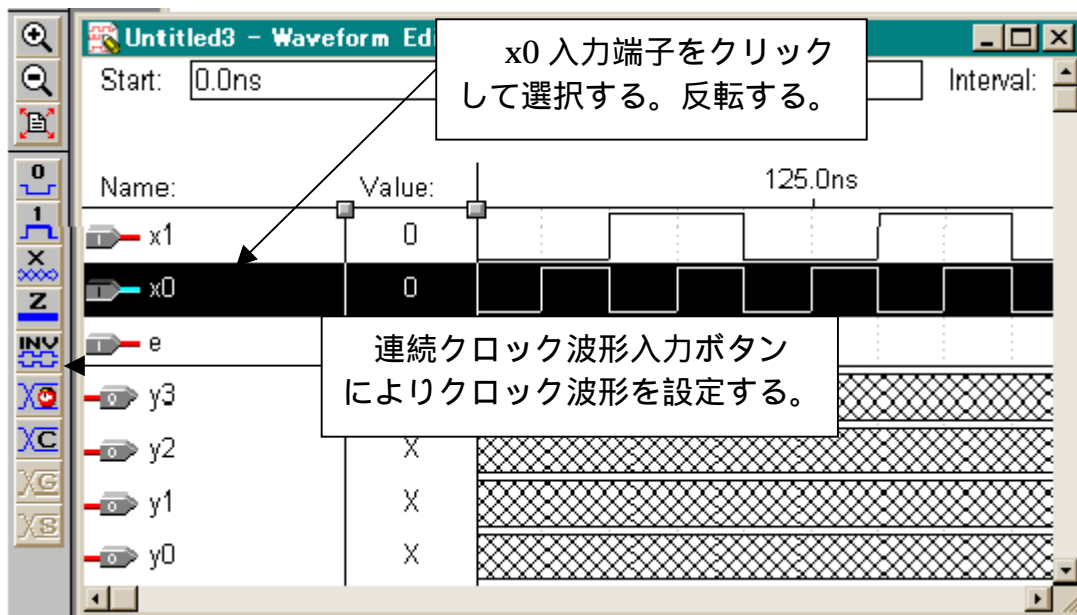 Untitled3 - Waveform Ed
x0 入力端子をクリック
して選択する。反転する。
Start: 0.0ns
Interval:
Name:
Value:
125.0ns
x1 0
x0 0
e
連続クロック波形入力ボタン
によりクロック波形を設定する。
y3
y2 X
y1 X
y0 X
0
1
X
Z
INV
X
XC
XG
XS